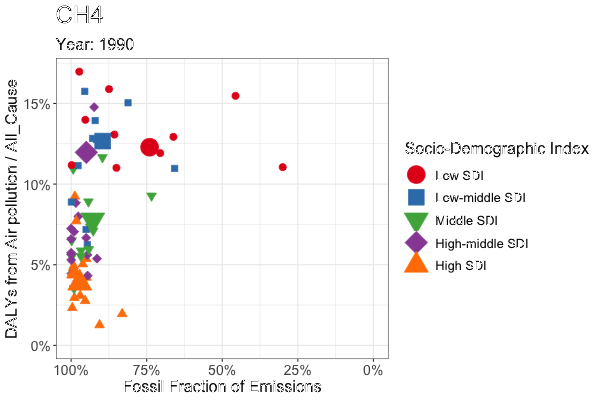 CH4
Year: 1990
DALYs from Air pollution / All_Cause
15%
10%
5%
0%
100% 75% 50% 25% 0%
Fossil Fraction of Emissions
Socio-Demographic Index
Low SDI
Low-middle SDI
Middle SDI
High-middle SDI
High SDI